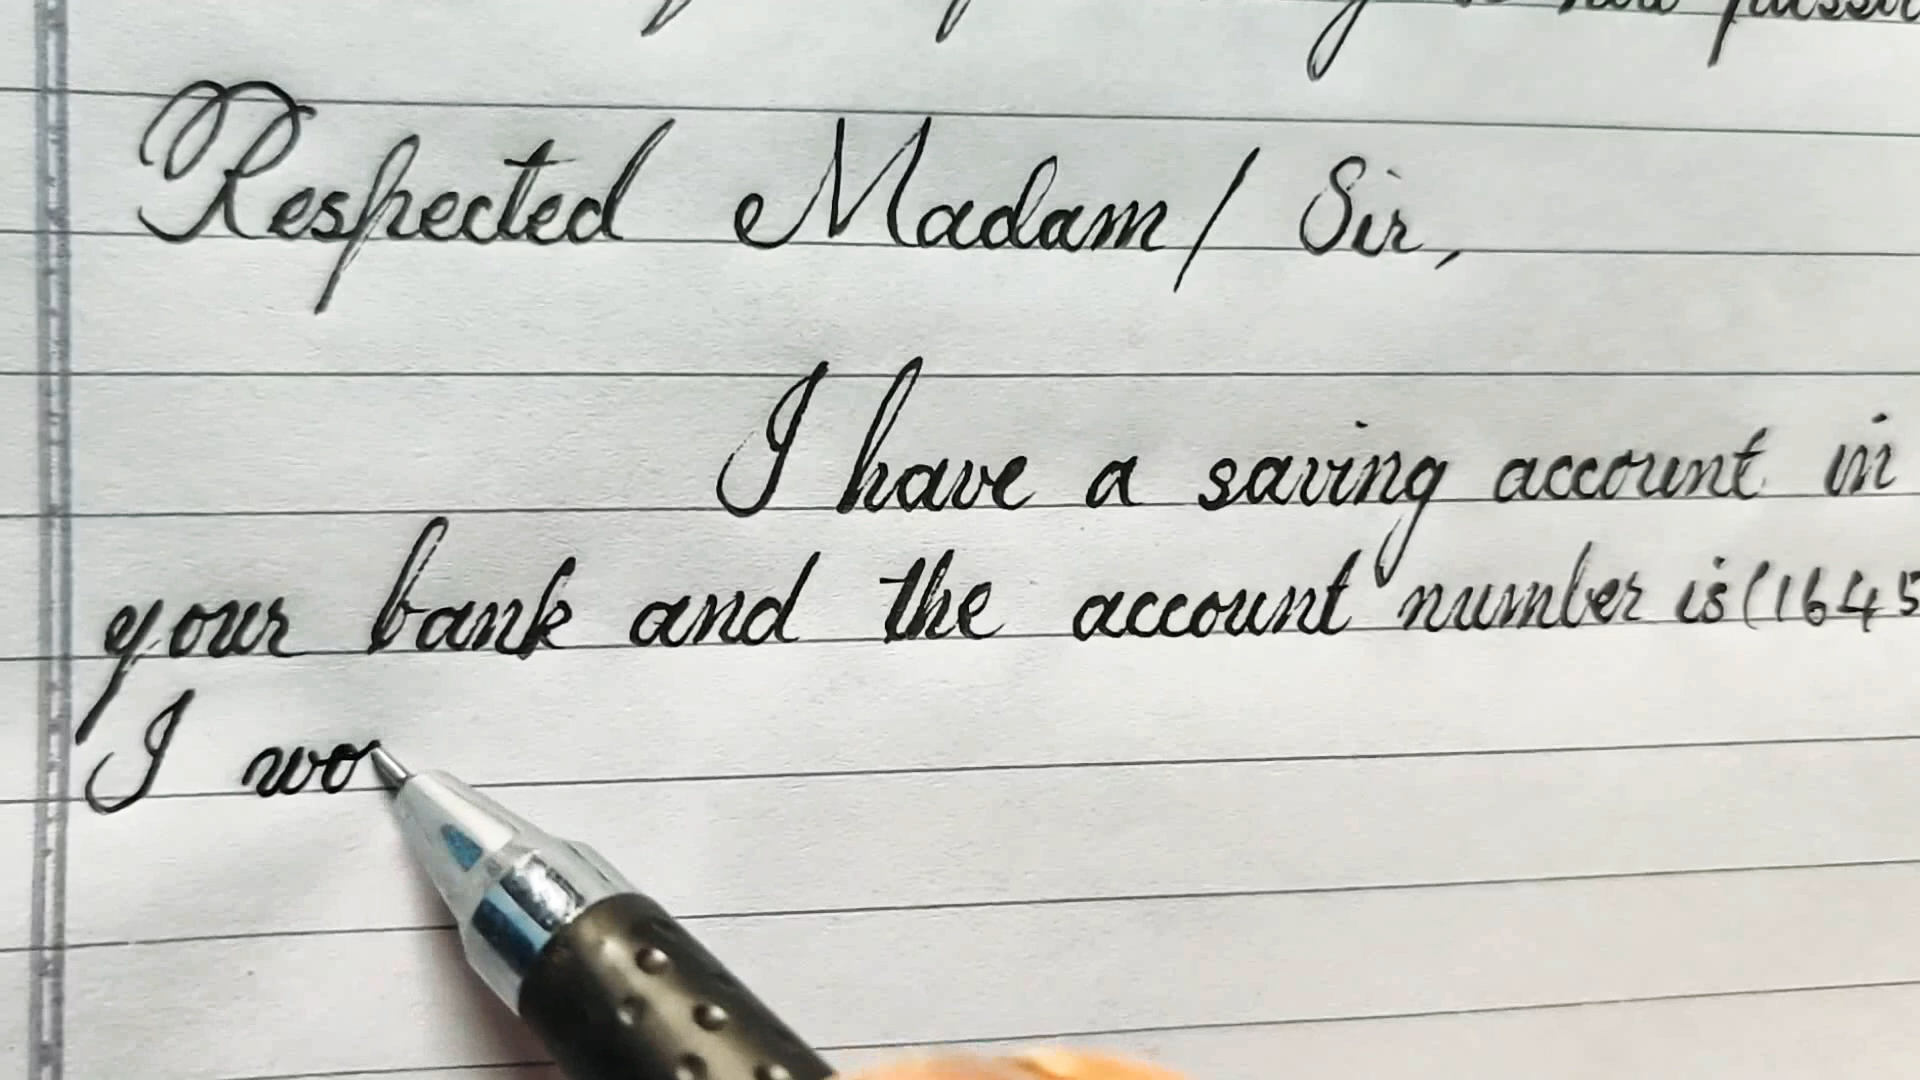 Respected Madam/ Sir,
I have a saving account in
your bank and the account number is (1645
I wo